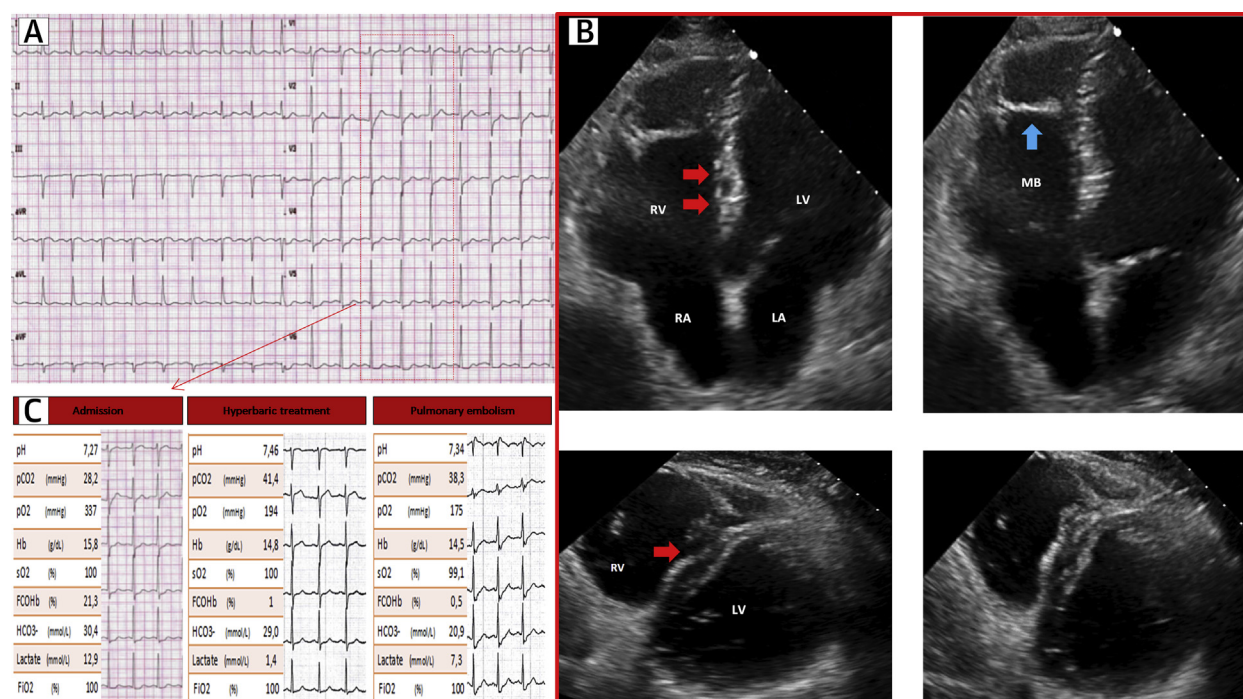 A
I
V1
II
V2
III
V3
aVR
V4
aVL
V5
aVF
V6
B
RV
LV
RA
LA
MB
RV
LV
C
Admission
pH 7,27
pCO2 (mmHg) 28,2
pO2 (mmHg) 337
Hb (g/dL) 15,8
sO2 (%) 100
FCOHb (%) 21,3
HCO3- (mmol/L) 30,4
Lactate (mmol/L) 12,9
FiO2 (%) 100
Hyperbaric treatment
pH 7,46
pCO2 (mmHg) 41,4
pO2 (mmHg) 194
Hb (g/dL) 14,8
sO2 (%) 100
FCOHb (%) 1
HCO3- (mmol/L) 29,0
Lactate (mmol/L) 1,4
FiO2 (%) 100
Pulmonary embolism
pH 7,34
pCO2 (mmHg) 38,3
pO2 (mmHg) 175
Hb (g/dL) 14,5
sO2 (%) 99,1
FCOHb (%) 0,5
HCO3- (mmol/L) 20,9
Lactate (mmol/L) 7,3
FiO2 (%) 100